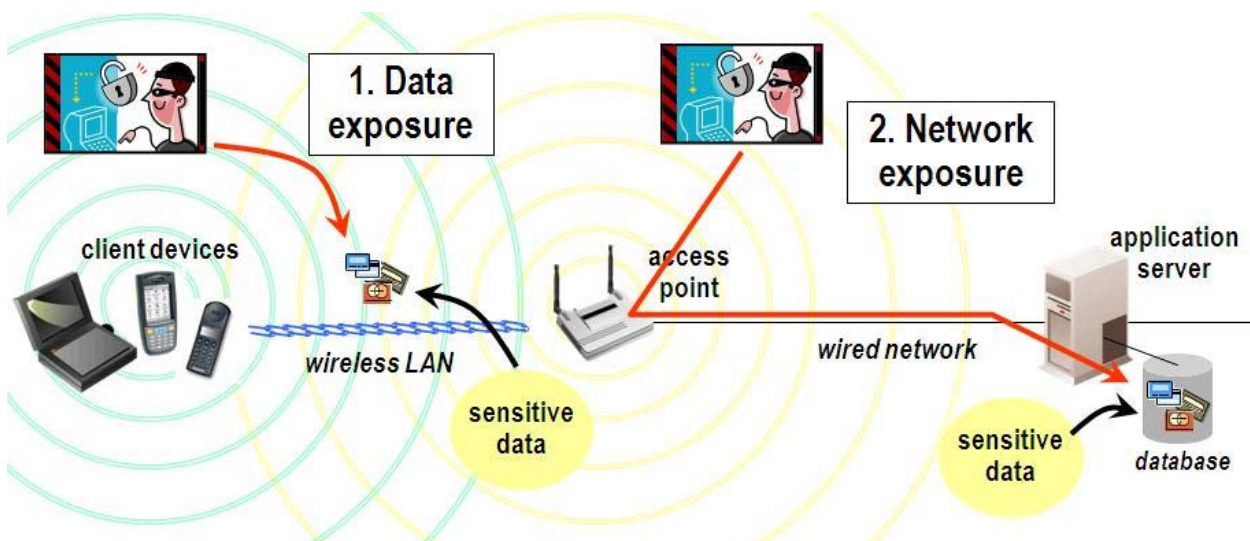 1. Data
exposure
2. Network
exposure
client devices
access
point
application
server
wireless LAN
wired network
sensitive
data
sensitive
data
database